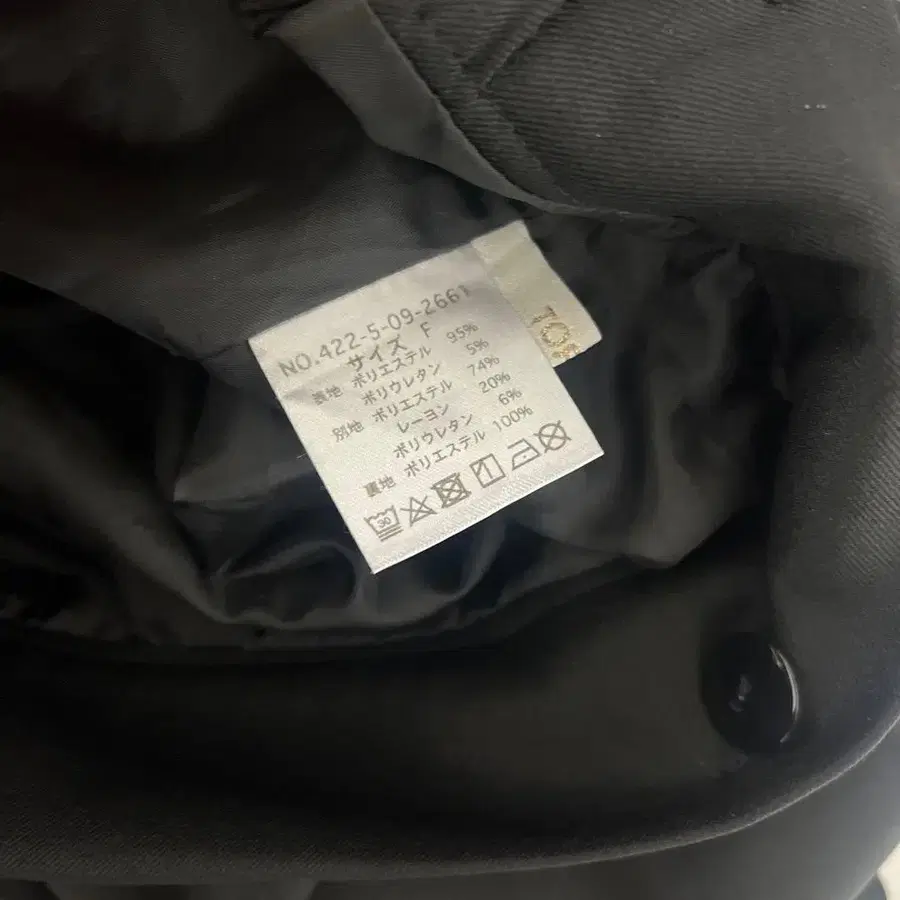 NO.422-5-09-2661
サイズ F
表地 ポリエステル 95%
ポリウレタン 5%
別地 ポリエステル 74%
レーヨン 20%
ポリウレタン 6%
裏地 ポリエステル 100%
30